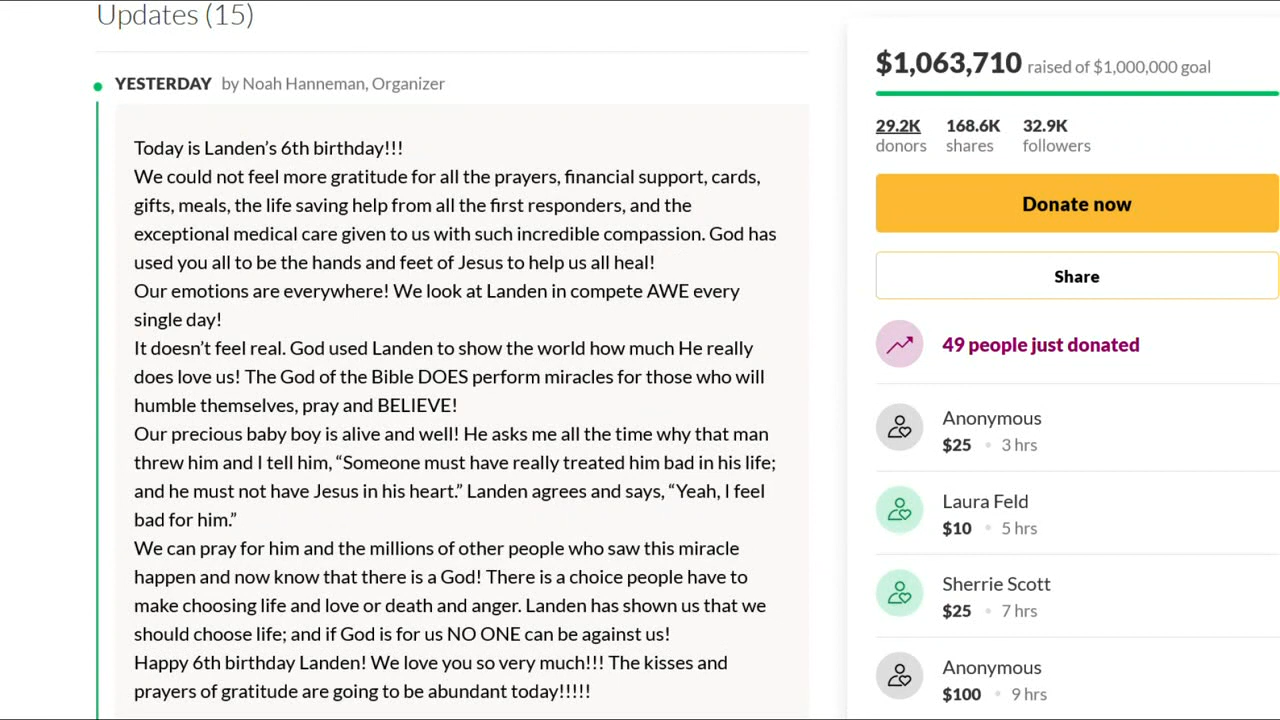 Updates (15)
YESTERDAY by Noah Hanneman, Organizer
Today is Landen's 6th birthday!!!
We could not feel more gratitude for all the prayers, financial support, cards,
gifts, meals, the life saving help from all the first responders, and the
exceptional medical care given to us with such incredible compassion. God has
used you all to be the hands and feet of Jesus to help us all heal!
Our emotions are everywhere! We look at Landen in compete AWE every
single day!
It doesn't feel real. God used Landen to show the world how much He really
does love us! The God of the Bible DOES perform miracles for those who will
humble themselves, pray and BELIEVE!
Our precious baby boy is alive and well! He asks me all the time why that man
threw him and I tell him, “Someone must have really treated him bad in his life;
and he must not have Jesus in his heart.” Landen agrees and says, “Yeah, I feel
bad for him.”
We can pray for him and the millions of other people who saw this miracle
happen and now know that there is a God! There is a choice people have to
make choosing life and love or death and anger. Landen has shown us that we
should choose life; and if God is for us NO ONE can be against us!
Happy 6th birthday Landen! We love you so very much!!! The kisses and
prayers of gratitude are going to be abundant today!!!!!
$1,063,710 raised of $1,000,000 goal
29.2K 168.6K 32.9K
donors shares followers
Donate now
Share
49 people just donated
Anonymous
$25 • 3 hrs
Laura Feld
$10 • 5 hrs
Sherrie Scott
$25 • 7 hrs
Anonymous
$100 • 9 hrs